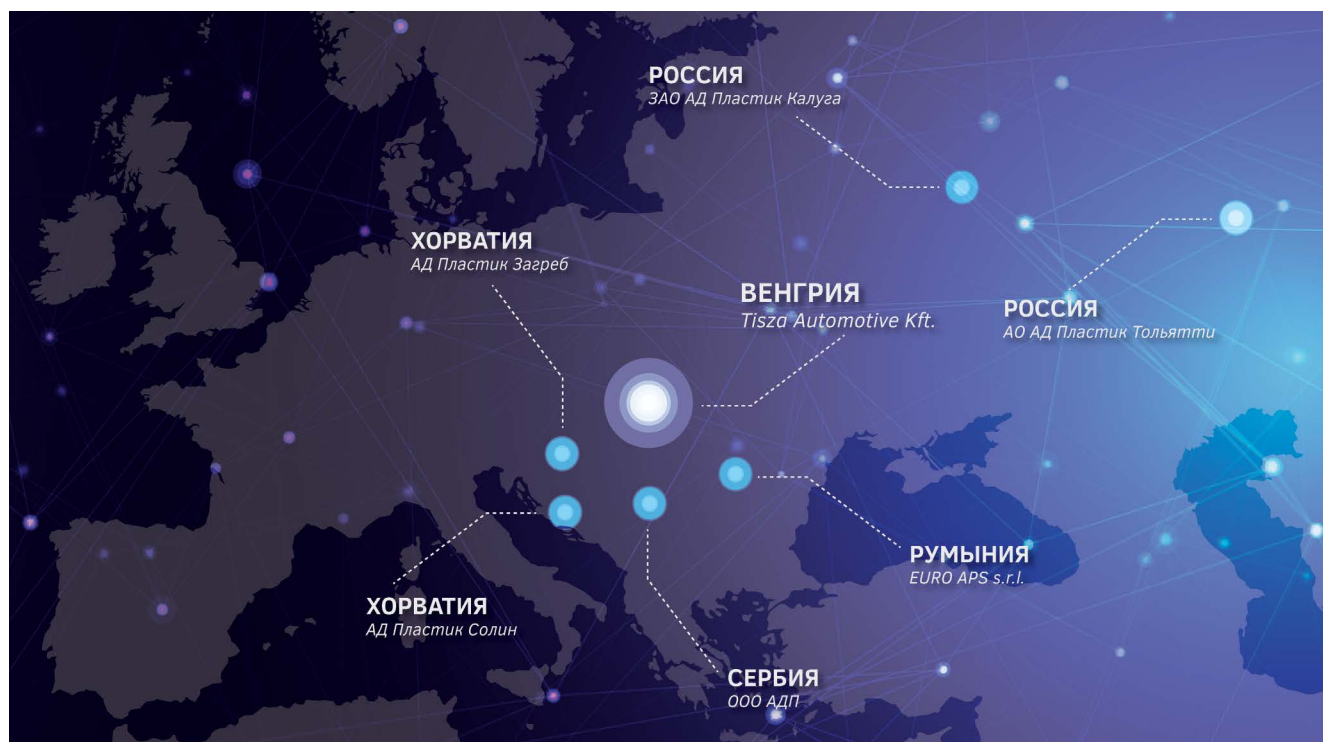 РОССИЯ
ЗАО АД Пластик Калуга
ХОРВАТИЯ
АД Пластик Загреб
ВЕНГРИЯ
Tisza Automotive Kft.
РОССИЯ
АО АД Пластик Тольятти
РУМЫНИЯ
EURO APS s.r.l.
ХОРВАТИЯ
АД Пластик Солин
СЕРБИЯ
ООО АДП